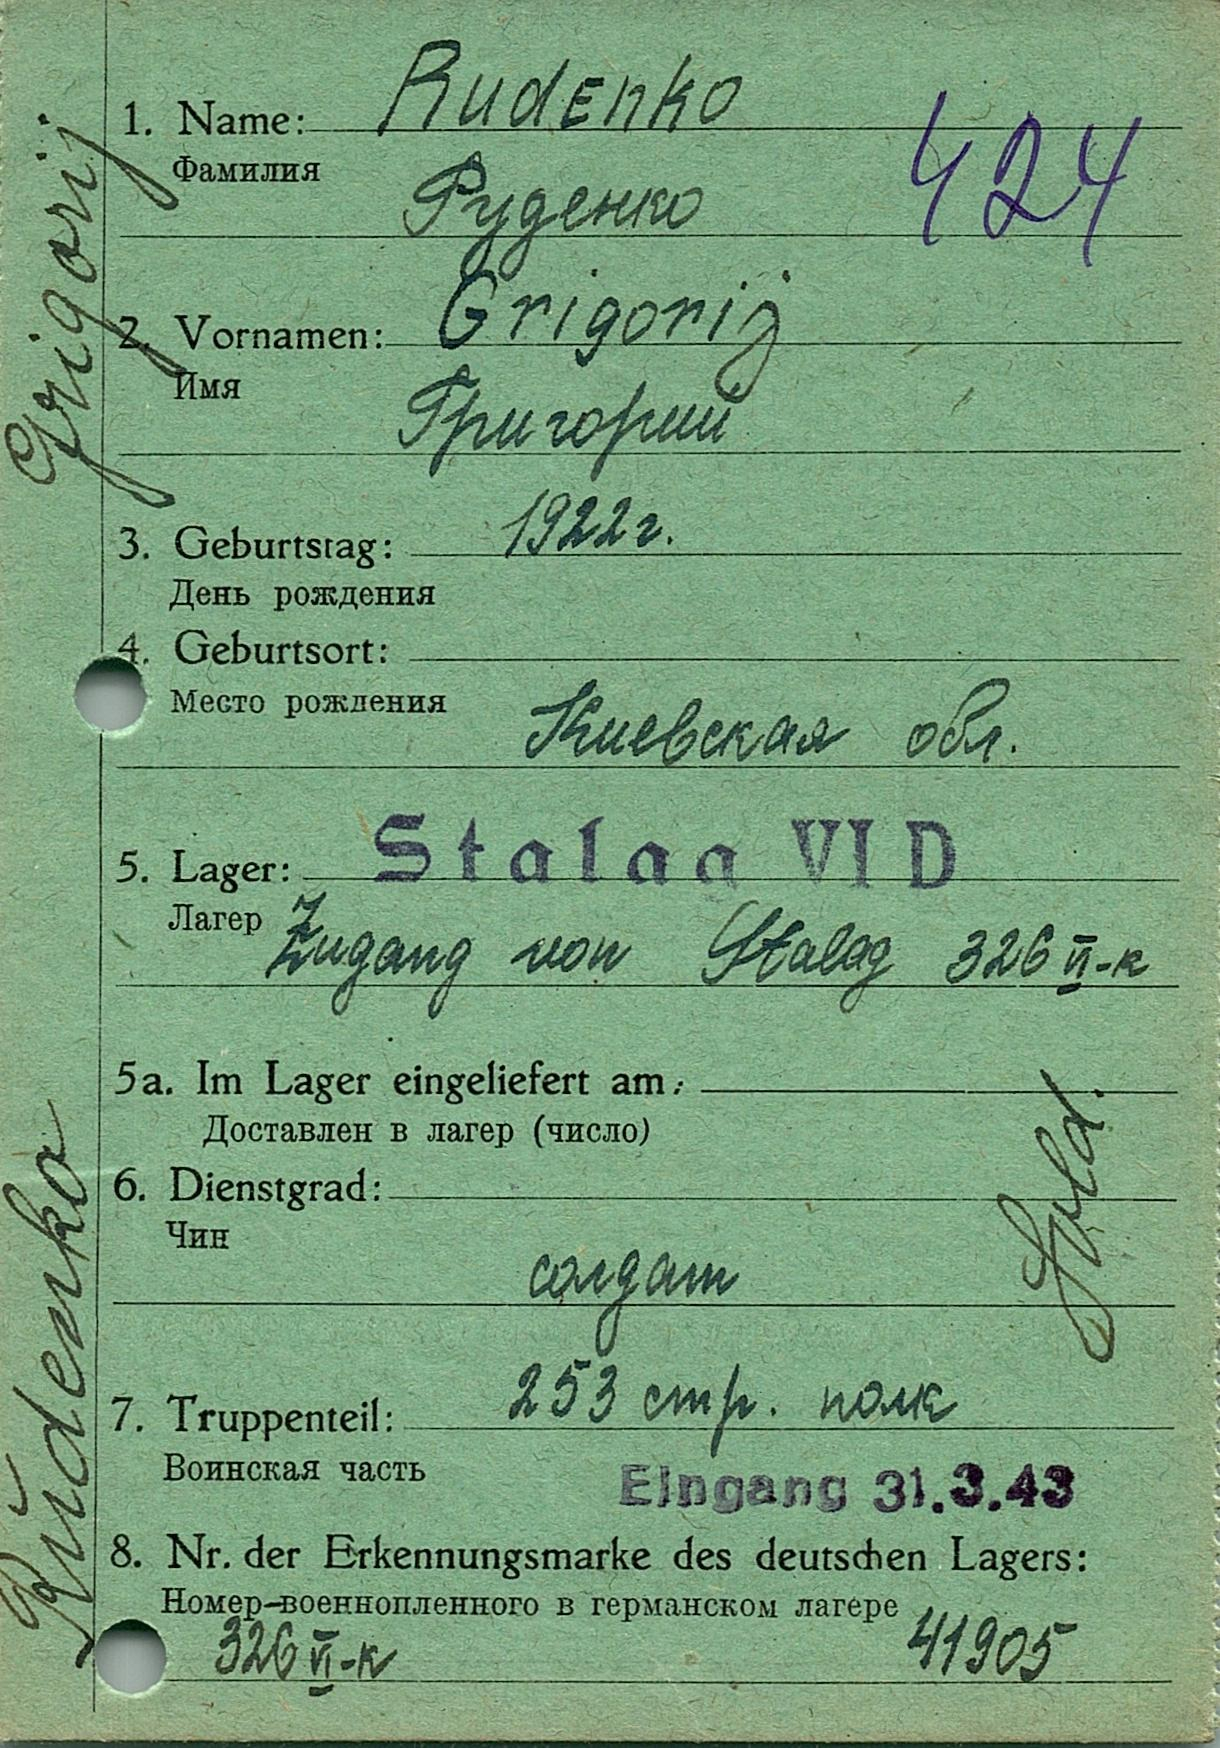 1. Name: Rudenko
Фамилия
Руденко
424
2. Vornamen: Grigorij
Имя
Григорий
3. Geburtstag: 1922 г.
День рождения
4. Geburtsort:
Место рождения
Киевская обл.
5. Lager: Stalag VI D
Лагер
Zugang von Stalag 326 VI-к
5a. Im Lager eingeliefert am:
Доставлен в лагер (число)
6. Dienstgrad:
Чин
солдат
Sold.
7. Truppenteil: 253 стр. полк
Воинская часть
Eingang 31.3.43
8. Nr. der Erkennungsmarke des deutschen Lagers:
Номер военнопленного в германском лагере
326 VI-к 41905
Rŭdenko Grigorij